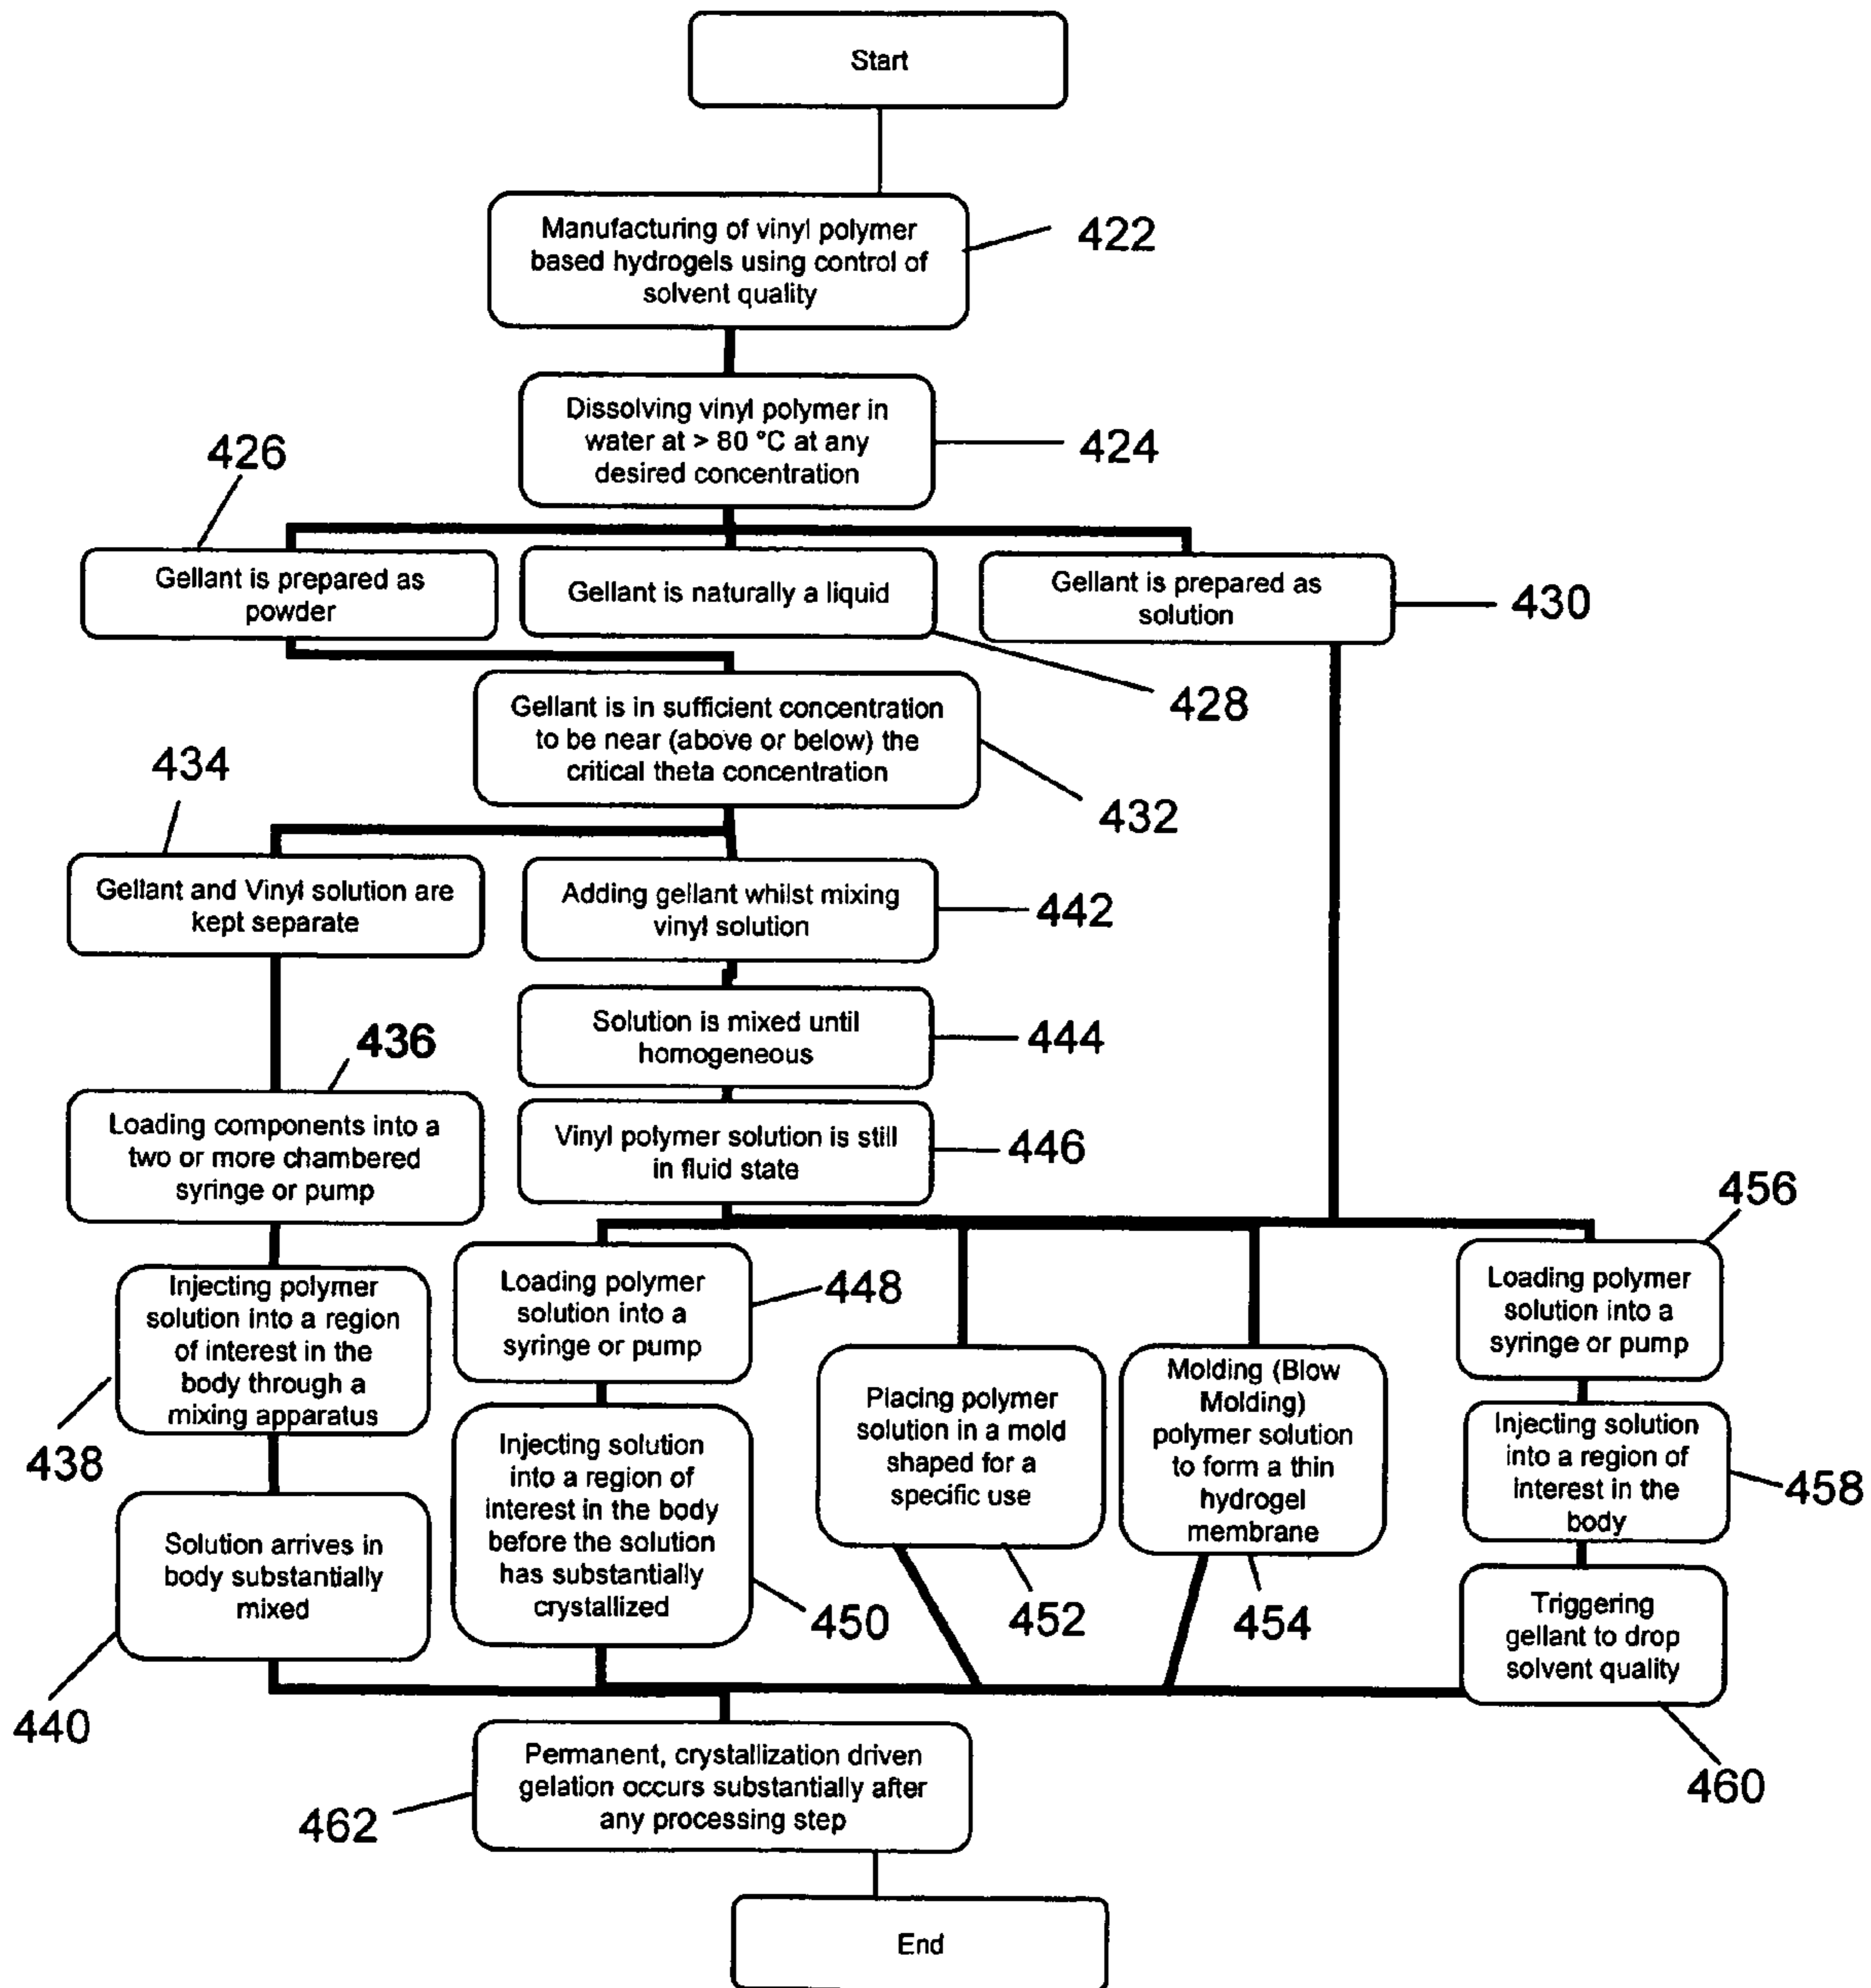 Start
Manufacturing of vinyl polymer
based hydrogels using control of
solvent quality
422
Dissolving vinyl polymer in
water at > 80 °C at any
desired concentration
424
426
Gellant is prepared as
powder
Gellant is naturally a liquid
428
Gellant is prepared as
solution
430
Gellant is in sufficient concentration
to be near (above or below) the
critical theta concentration
432
434
Gellant and Vinyl solution are
kept separate
Adding gellant whilst mixing
vinyl solution
442
Solution is mixed until
homogeneous
444
436
Loading components into a
two or more chambered
syringe or pump
Vinyl polymer solution is still
in fluid state
446
Injecting polymer
solution into a region
of interest in the
body through a
mixing apparatus
438
Solution arrives in
body substantially
mixed
440
Loading polymer
solution into a
syringe or pump
448
Injecting solution
into a region of
interest in the body
before the solution
has substantially
crystallized
450
Placing polymer
solution in a mold
shaped for a
specific use
452
Molding (Blow
Molding)
polymer solution
to form a thin
hydrogel
membrane
454
456
Loading polymer
solution into a
syringe or pump
Injecting solution
into a region of
interest in the
body
458
Triggering
gellant to drop
solvent quality
460
Permanent, crystallization driven
gelation occurs substantially after
any processing step
462
End